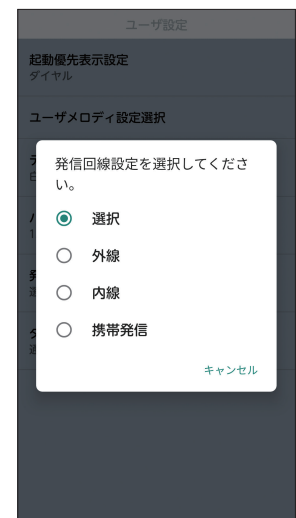 ユーザ設定
起動優先表示設定
ダイヤル
ユーザメロディ設定選択
発信回線設定を選択してくださ
い。
選択
外線
内線
携帯発信
キャンセル